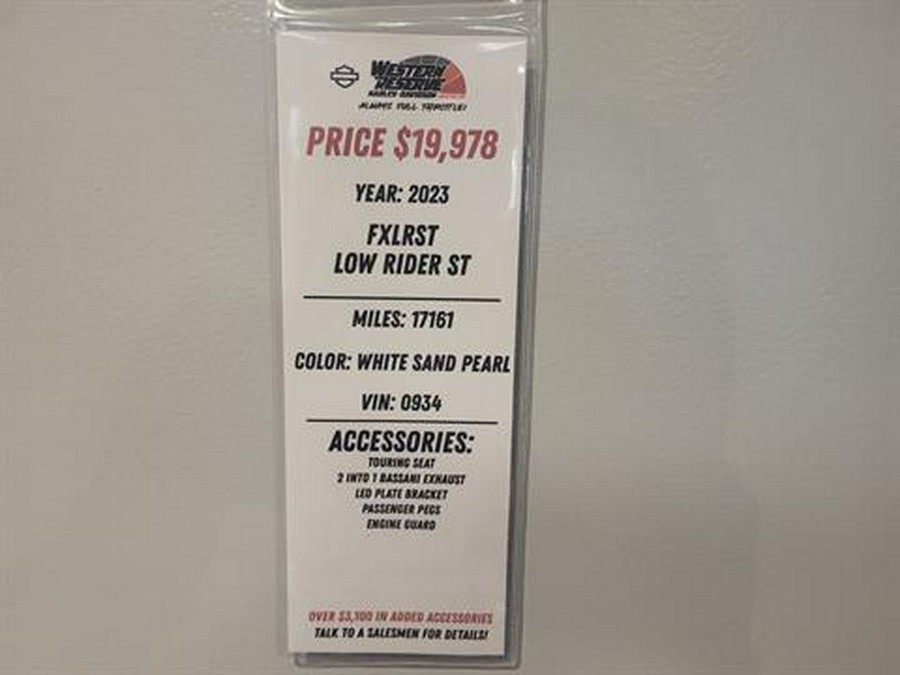 WESTERN
RESERVE
HARLEY-DAVIDSON
ALWAYS FULL THROTTLE!
PRICE $19,978
YEAR: 2023
FXLRST
LOW RIDER ST
MILES: 17161
COLOR: WHITE SAND PEARL
VIN: 0934
ACCESSORIES:
TOURING SEAT
2 INTO 1 BASSANI EXHAUST
LED PLATE BRACKET
PASSENGER PEGS
ENGINE GUARD
OVER $3,100 IN ADDED ACCESSORIES
TALK TO A SALESMEN FOR DETAILS!